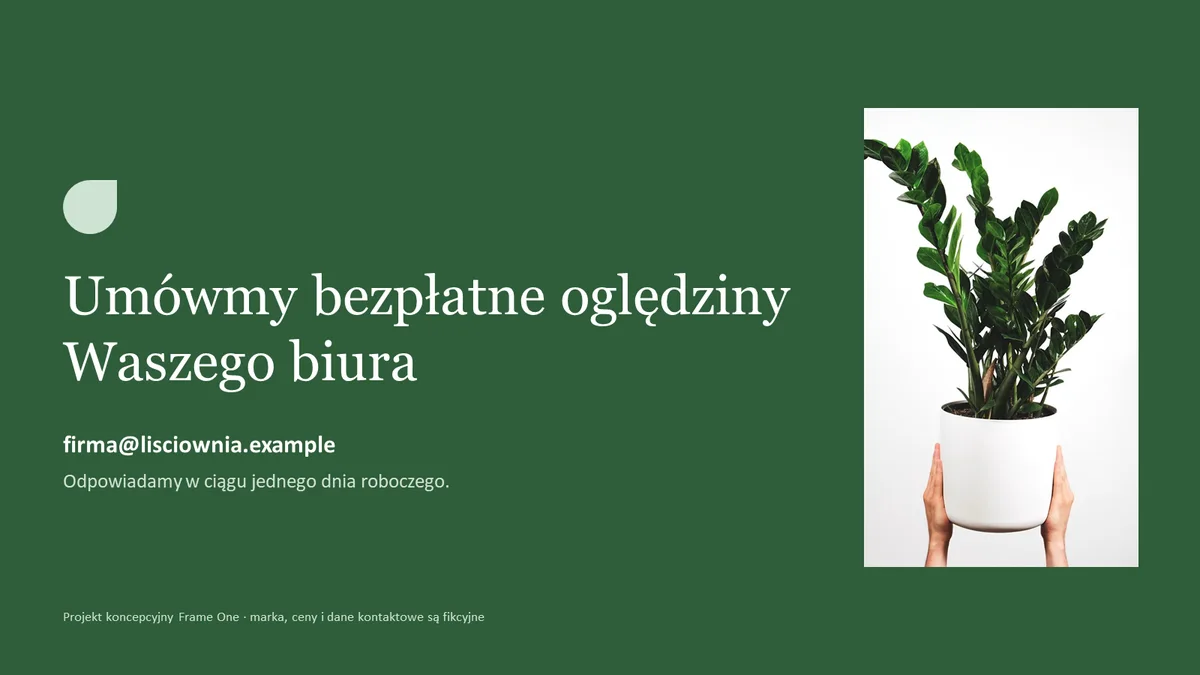 Umówmy bezpłatne oględziny
Waszego biura
firma@lisciownia.example
Odpowiadamy w ciągu jednego dnia roboczego.
Projekt koncepcyjny Frame One · marka, ceny i dane kontaktowe są fikcyjne